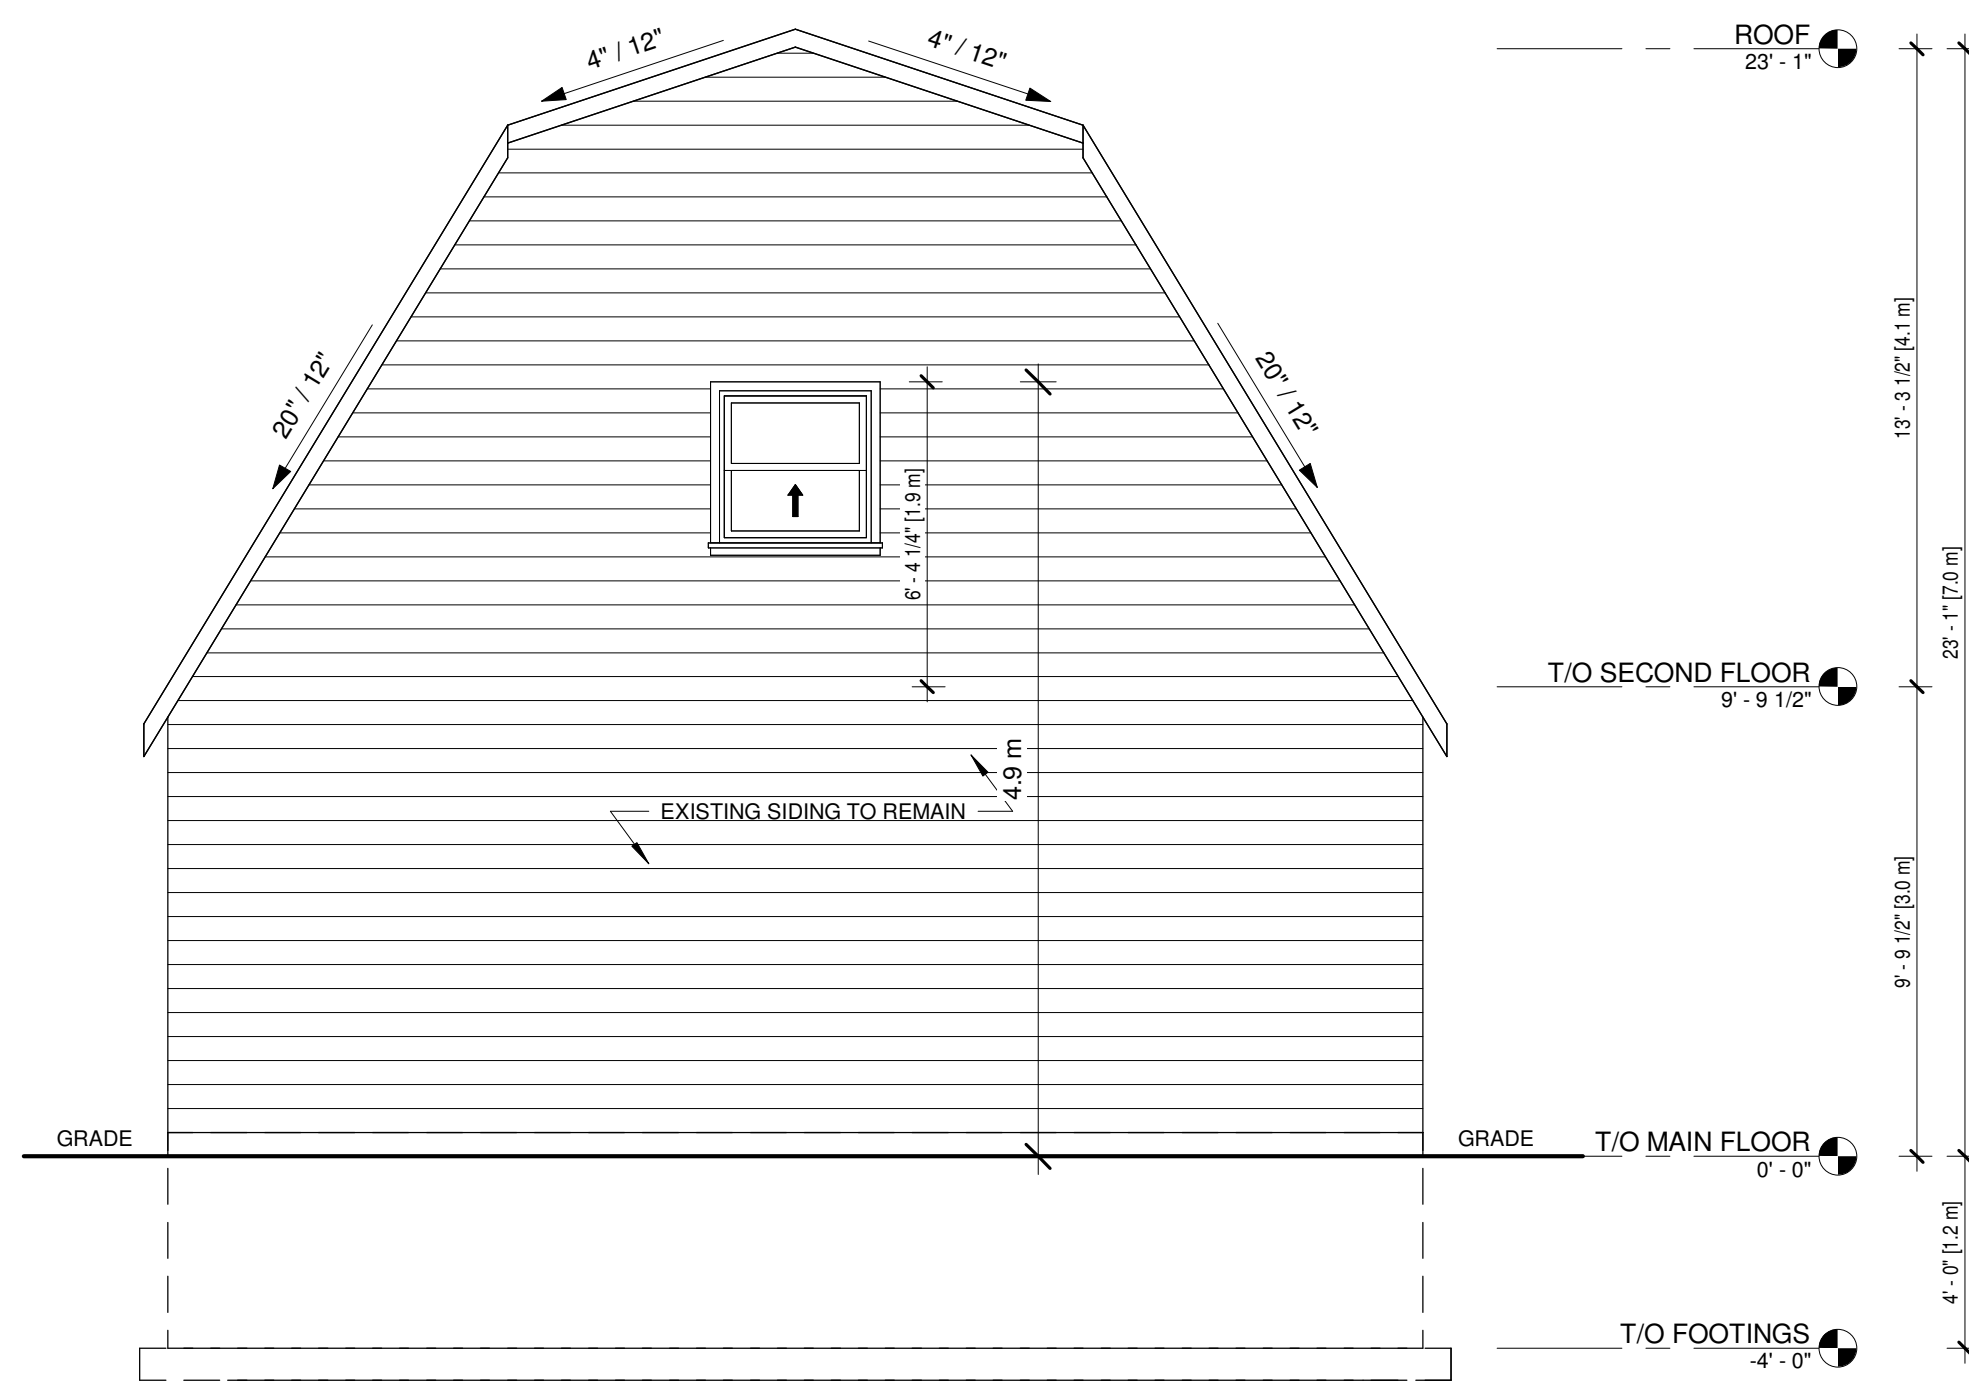 4" / 12"
4" / 12"
ROOF
23' - 1"
20" / 12"
20" / 12"
13' - 3 1/2" [4.1 m]
6' - 4 1/4" [1.9 m]
23' - 1" [7.0 m]
T/O SECOND FLOOR
9' - 9 1/2"
4.9 m
EXISTING SIDING TO REMAIN
9' - 9 1/2" [3.0 m]
GRADE
GRADE
T/O MAIN FLOOR
0' - 0"
4' - 0" [1.2 m]
T/O FOOTINGS
-4' - 0"